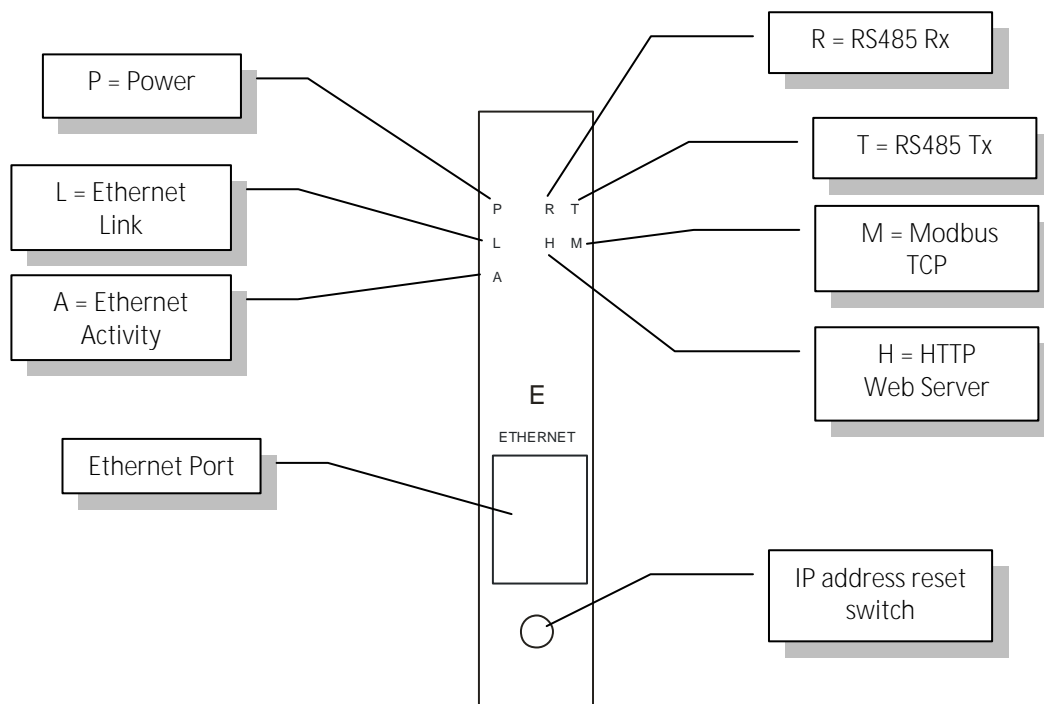 R = RS485 Rx
P = Power
T = RS485 Tx
L = Ethernet
Link
P R T
M = Modbus
TCP
L H M
A = Ethernet
Activity
A
H = HTTP
Web Server
E
ETHERNET
Ethernet Port
IP address reset
switch